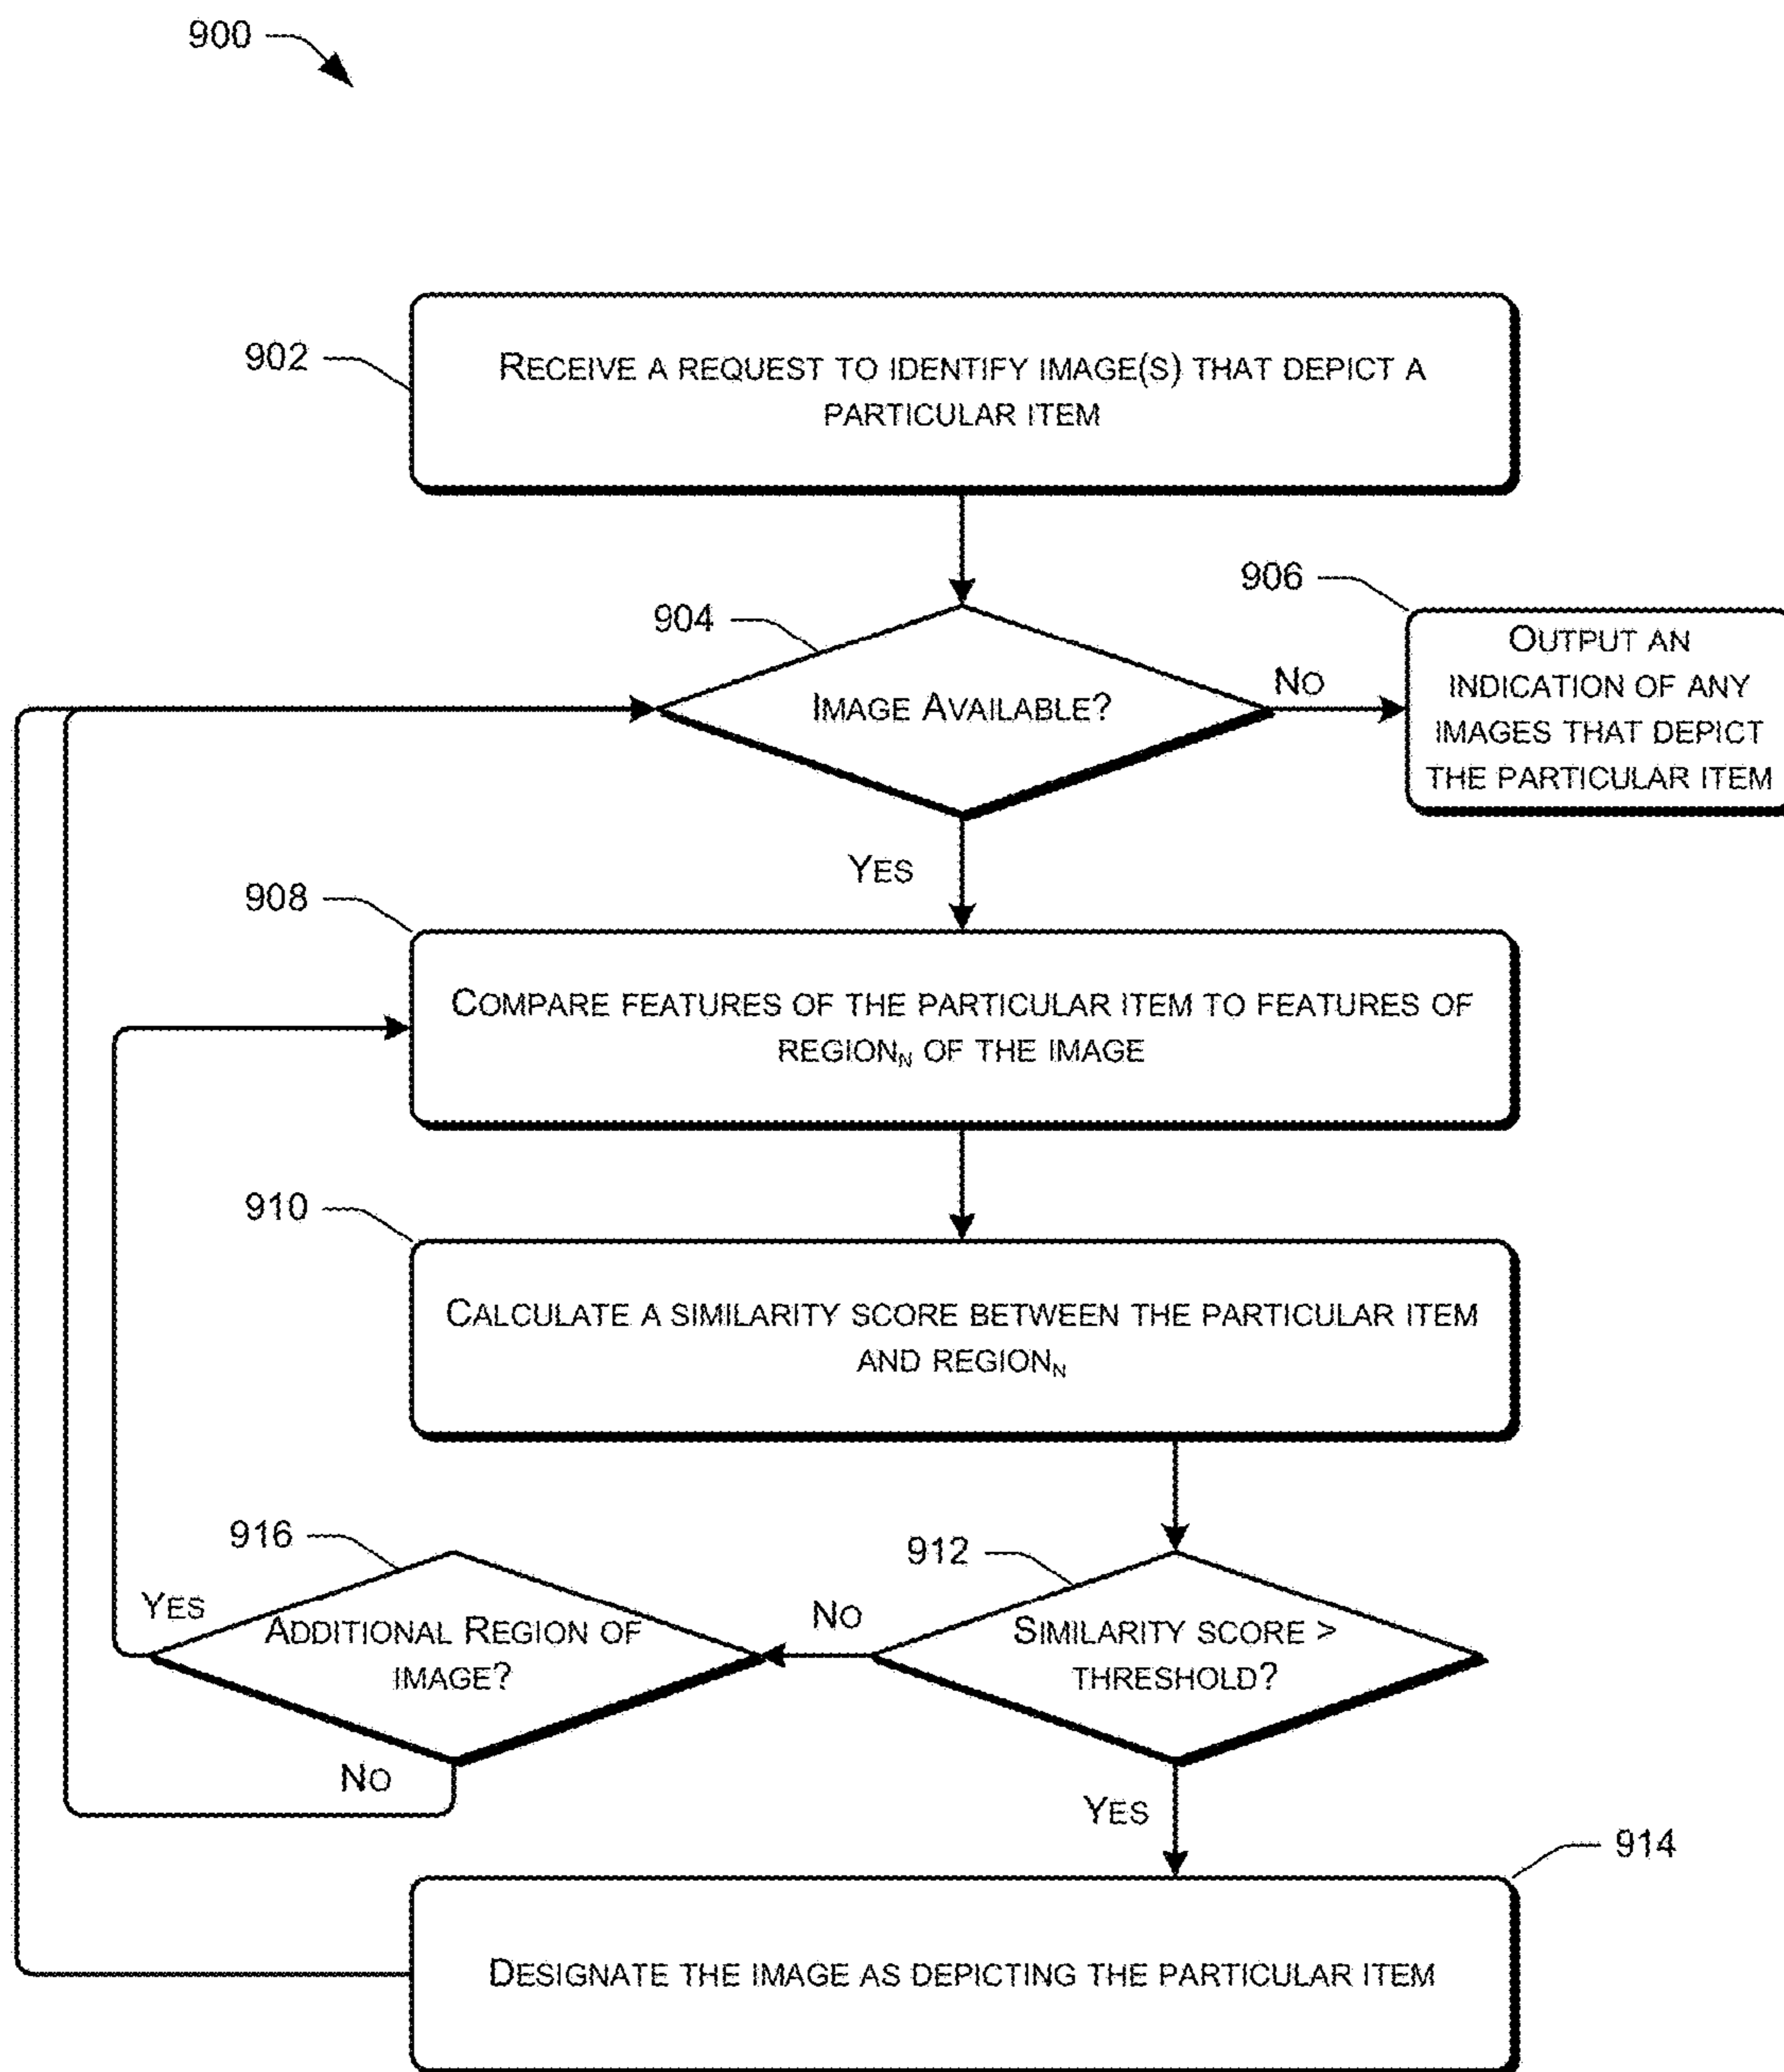 900
902
RECEIVE A REQUEST TO IDENTIFY IMAGE(S) THAT DEPICT A
PARTICULAR ITEM
904
IMAGE AVAILABLE?
NO
906
OUTPUT AN
INDICATION OF ANY
IMAGES THAT DEPICT
THE PARTICULAR ITEM
YES
908
COMPARE FEATURES OF THE PARTICULAR ITEM TO FEATURES OF
REGIONN OF THE IMAGE
910
CALCULATE A SIMILARITY SCORE BETWEEN THE PARTICULAR ITEM
AND REGIONN
916
YES
ADDITIONAL REGION OF
IMAGE?
NO
912
NO
SIMILARITY SCORE >
THRESHOLD?
YES
914
DESIGNATE THE IMAGE AS DEPICTING THE PARTICULAR ITEM